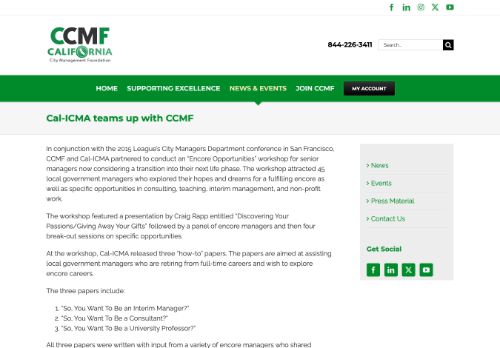 CCMF
CALIFORNIA
City Management Foundation
844-226-3411
Search...
HOME SUPPORTING EXCELLENCE NEWS & EVENTS JOIN CCMF MY ACCOUNT
Cal-ICMA teams up with CCMF
In conjunction with the 2015 League's City Managers Department conference in San Francisco,
CCMF and Cal-ICMA partnered to conduct an "Encore Opportunities" workshop for senior
managers now considering a transition into their next life phase. The workshop attracted 45
local government managers who explored their hopes and dreams for a fulfilling encore as
well as specific opportunities in consulting, teaching, interim management, and non-profit
work.
The workshop featured a presentation by Craig Rapp entitled "Discovering Your
Passions/Giving Away Your Gifts" followed by a panel of encore managers and then four
break-out sessions on specific opportunities.
At the workshop, Cal-ICMA released three "how-to" papers. The papers are aimed at assisting
local government managers who are retiring from full-time careers and wish to explore
encore careers.
The three papers include:
1. "So, You Want To Be an Interim Manager?"
2. "So, You Want To Be a Consultant?"
3. "So, You Want To Be a University Professor?"
All three papers were written with input from a variety of encore managers who shared
> News
> Events
> Press Material
> Contact Us
Get Social